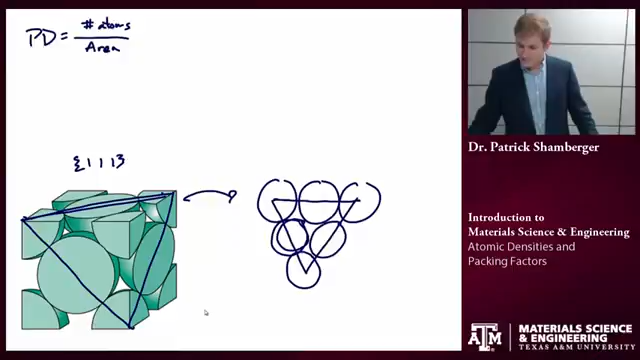 PD = # atoms / Area
{111}
Dr. Patrick Shamberger
Introduction to
Materials Science & Engineering
Atomic Densities and
Packing Factors
ATM
MATERIALS SCIENCE
& ENGINEERING
TEXAS A&M UNIVERSITY